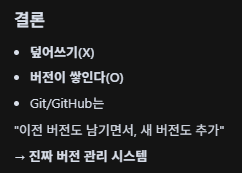 결론
• 덮어쓰기(X)
• 버전이 쌓인다(O)
• Git/GitHub는
"이전 버전도 남기면서, 새 버전도 추가"
→ 진짜 버전 관리 시스템